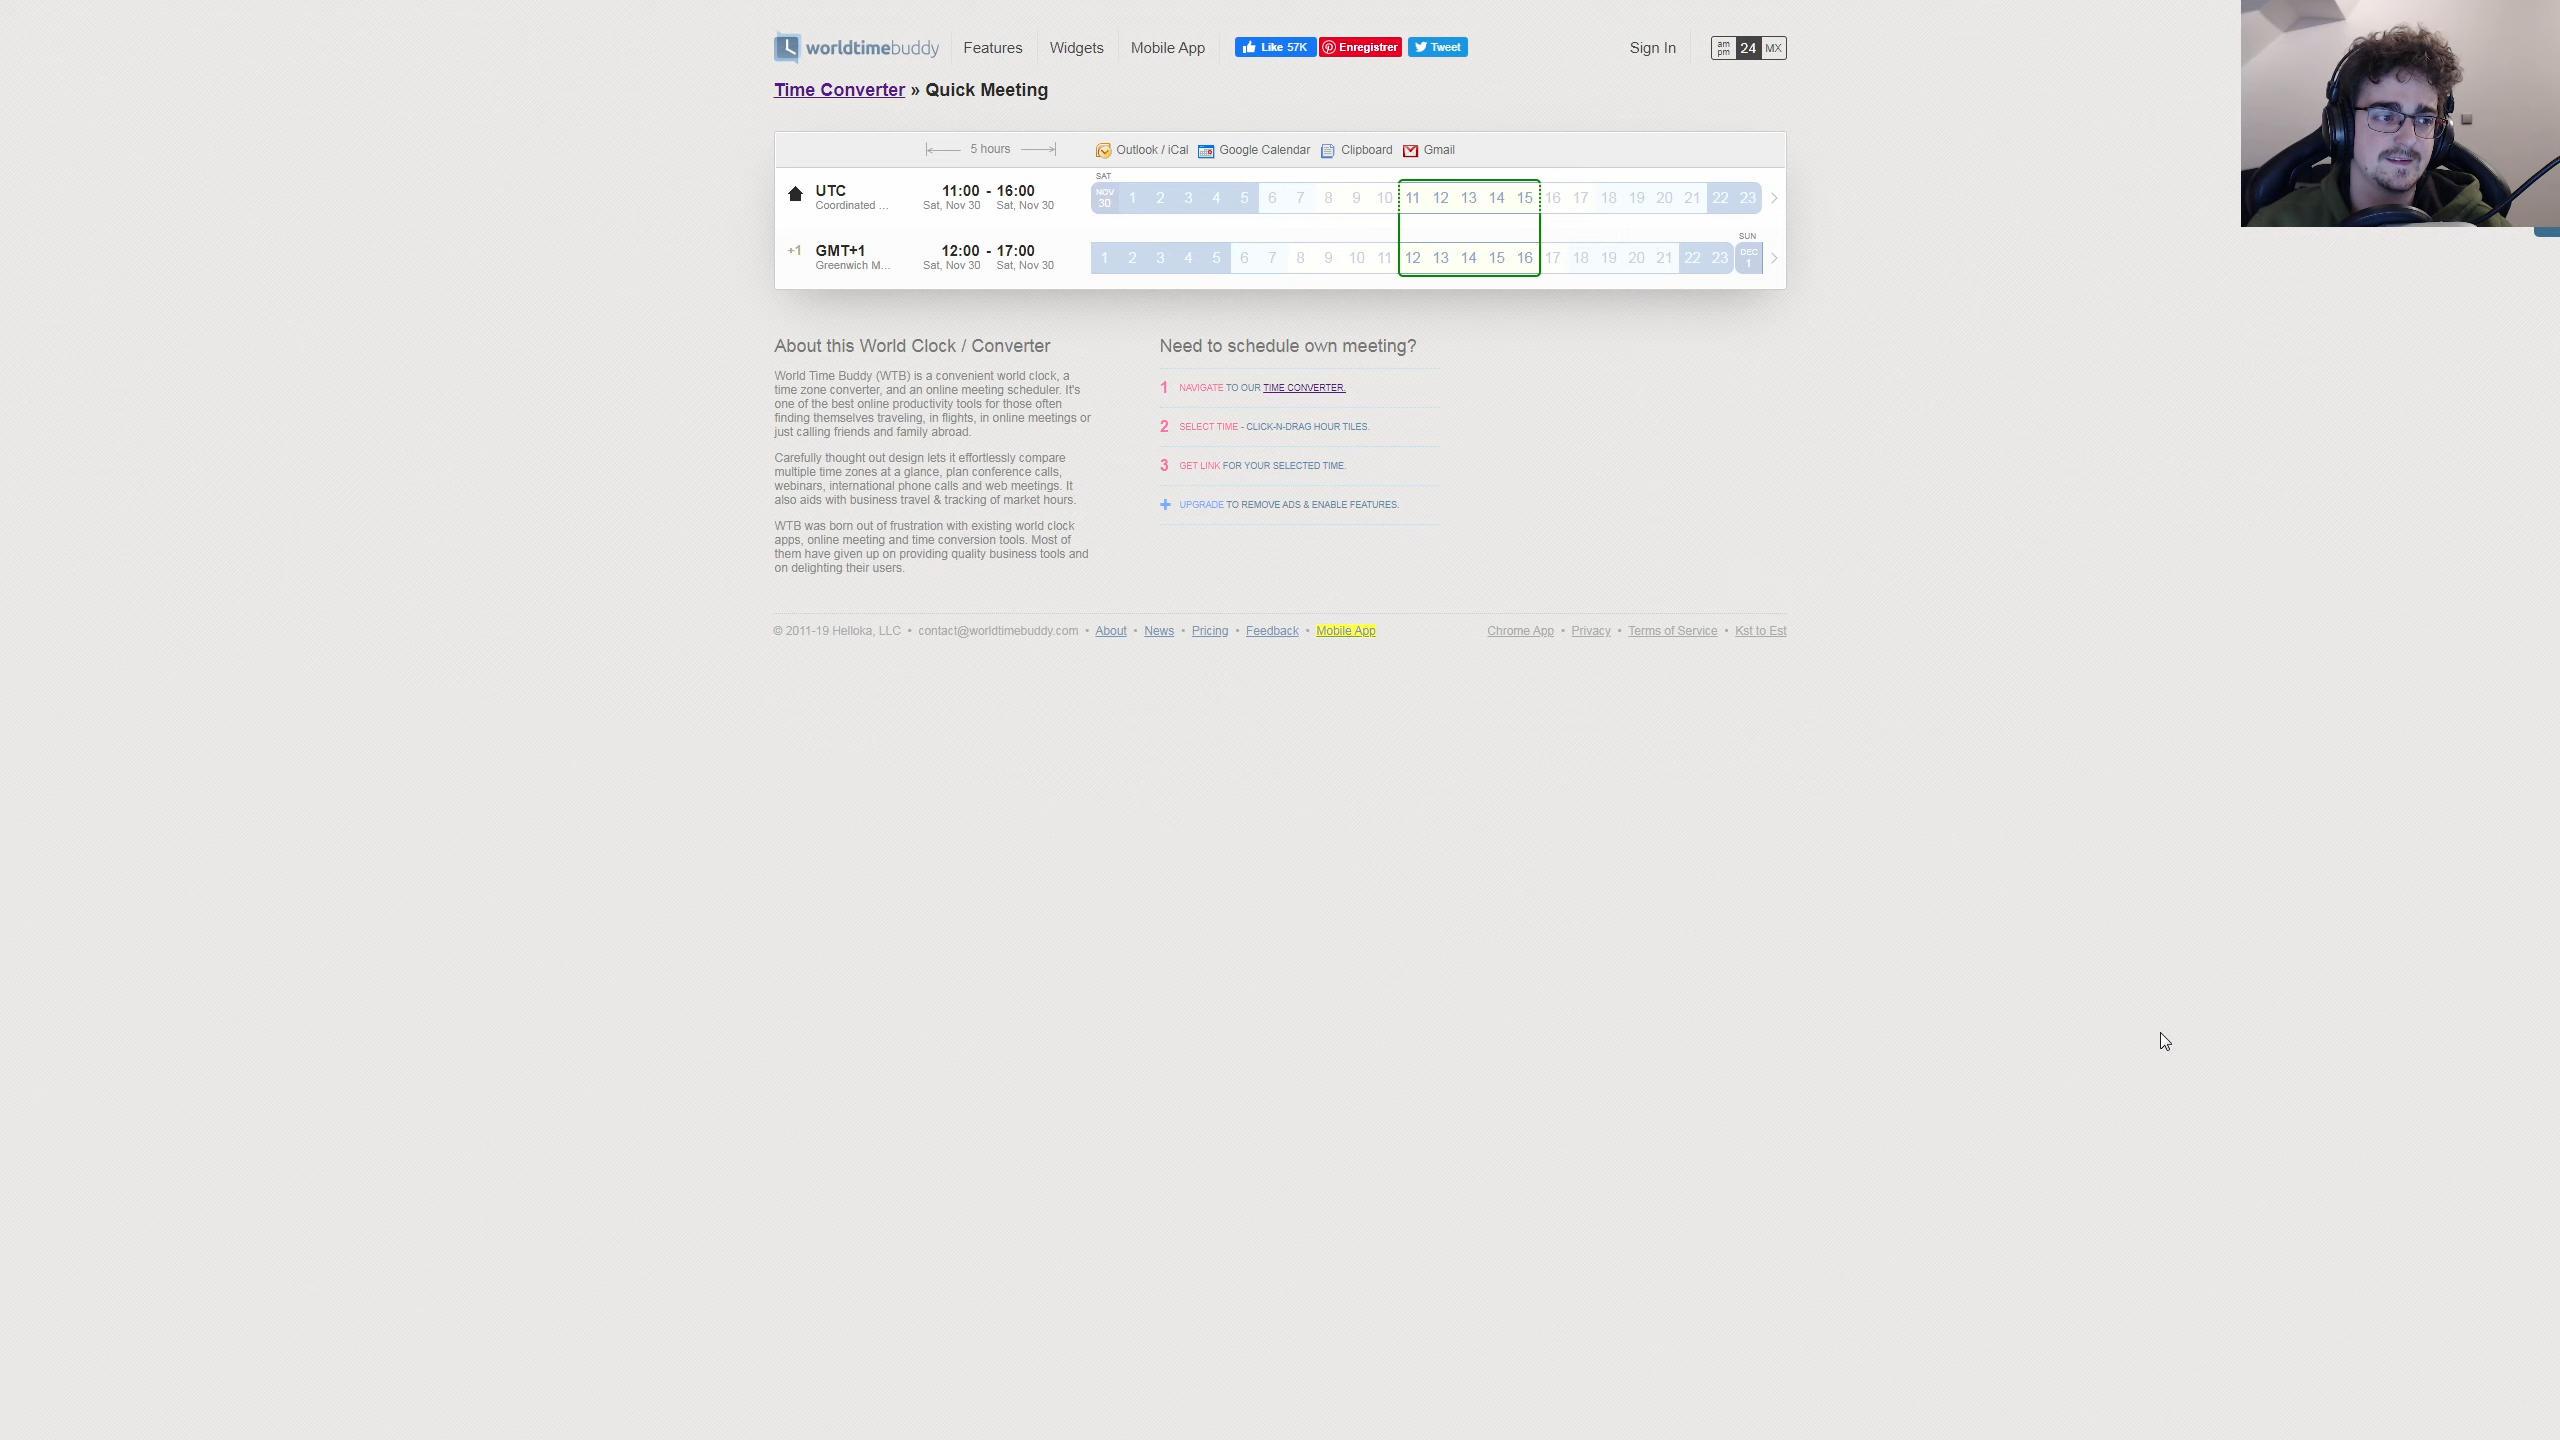 worldtimebuddy Features Widgets Mobile App Like 57K Enregistrer Tweet Sign In am pm 24 MX
Time Converter » Quick Meeting
5 hours Outlook / iCal Google Calendar Clipboard Gmail
SAT
UTC 11:00 - 16:00 NOV 30 1 2 3 4 5 6 7 8 9 10 11 12 13 14 15 16 17 18 19 20 21 22 23
Coordinated ... Sat, Nov 30 Sat, Nov 30
SUN
+1 GMT+1 12:00 - 17:00 1 2 3 4 5 6 7 8 9 10 11 12 13 14 15 16 17 18 19 20 21 22 23 DEC 1
Greenwich M... Sat, Nov 30 Sat, Nov 30
About this World Clock / Converter
World Time Buddy (WTB) is a convenient world clock, a
time zone converter, and an online meeting scheduler. It's
one of the best online productivity tools for those often
finding themselves traveling, in flights, in online meetings or
just calling friends and family abroad.
Carefully thought out design lets it effortlessly compare
multiple time zones at a glance, plan conference calls,
webinars, international phone calls and web meetings. It
also aids with business travel & tracking of market hours.
WTB was born out of frustration with existing world clock
apps, online meeting and time conversion tools. Most of
them have given up on providing quality business tools and
on delighting their users.
Need to schedule own meeting?
1 NAVIGATE TO OUR TIME CONVERTER.
2 SELECT TIME - CLICK-N-DRAG HOUR TILES.
3 GET LINK FOR YOUR SELECTED TIME.
+ UPGRADE TO REMOVE ADS & ENABLE FEATURES.
© 2011-19 Helloka, LLC • contact@worldtimebuddy.com • About • News • Pricing • Feedback • Mobile App Chrome App • Privacy • Terms of Service • Kst to Est